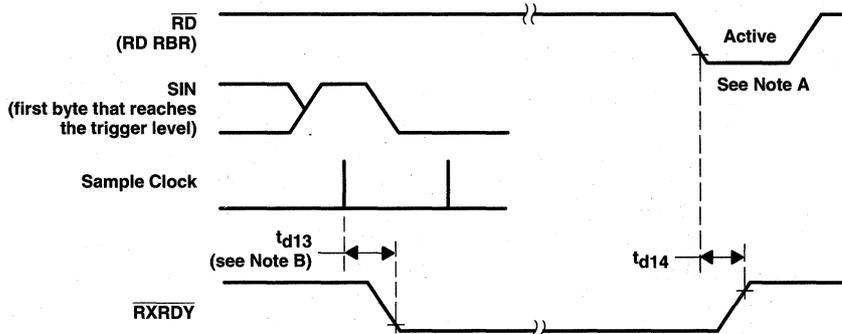 RD
(RD RBR)
Active
See Note A
SIN
(first byte that reaches
the trigger level)
Sample Clock
td13
(see Note B)
td14
RXRDY